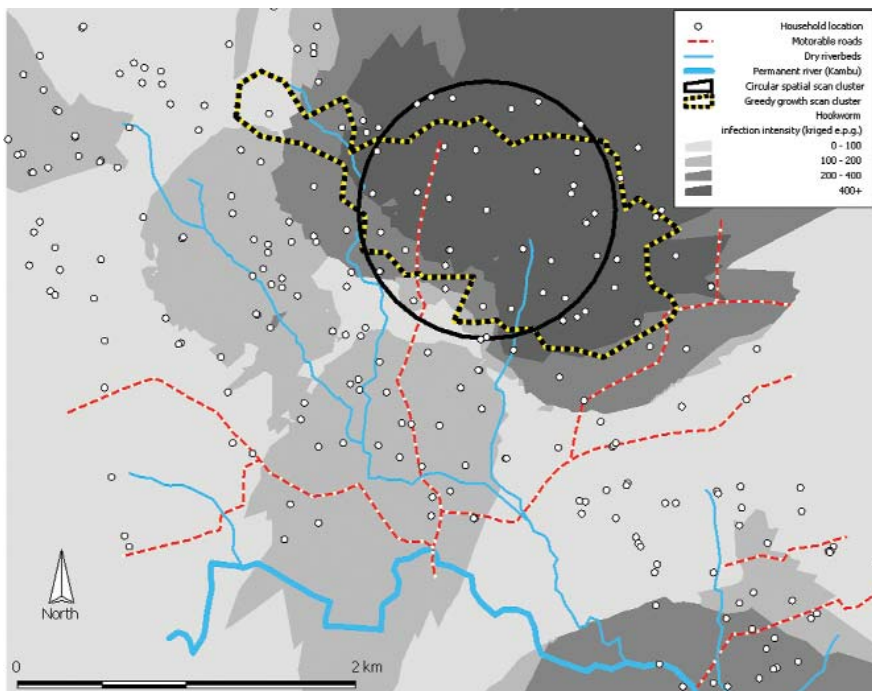 Household location
Motorable roads
Dry riverbeds
Permanent river (Kambu)
Circular spatial scan cluster
Greedy growth scan cluster
Hookworm
infection intensity (kriged e.p.g.)
0 - 100
100 - 200
200 - 400
400+
North
0
2 km